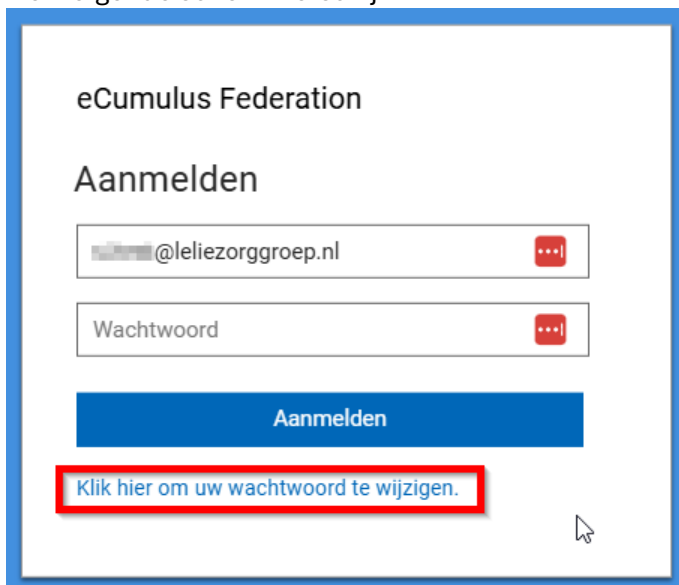 eCumulus Federation
Aanmelden
@leliezorggroep.nl
Wachtwoord
Aanmelden
Klik hier om uw wachtwoord te wijzigen.